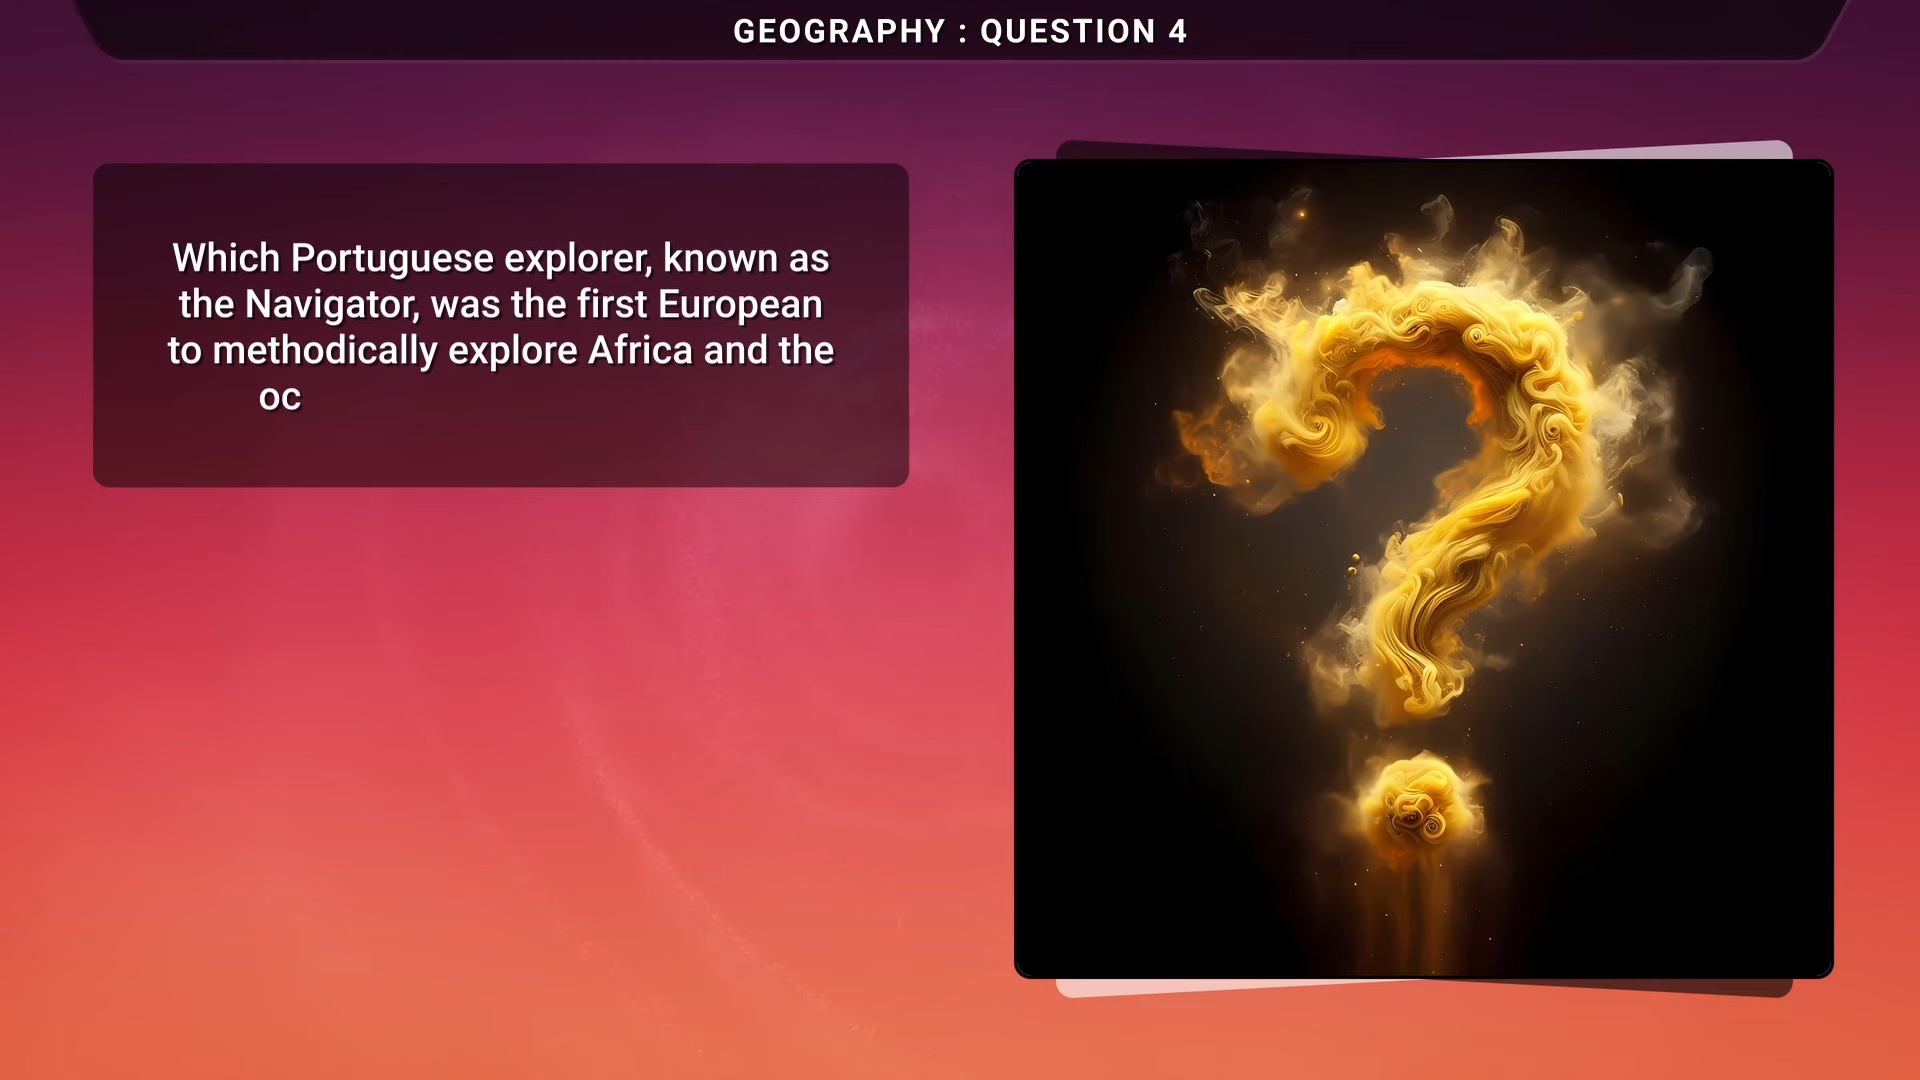 GEOGRAPHY : QUESTION 4
Which Portuguese explorer, known as
the Navigator, was the first European
to methodically explore Africa and the
oc